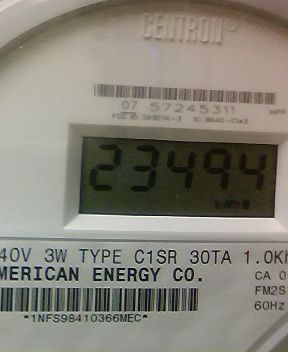 CENTRON
07 57245311
23494
kWh
40V 3W TYPE C1SR 30TA 1.0Kh
MERICAN ENERGY CO.
CA 0
FM2S
60Hz
*1NFS98410366MEC*